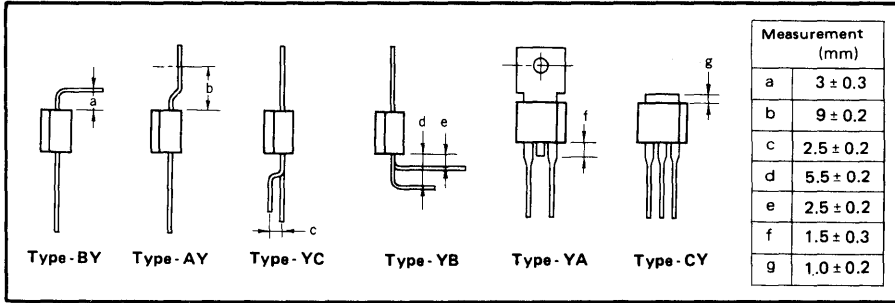 a
b
c
d
e
f
g
Type-BY
Type-AY
Type-YC
Type-YB
Type-YA
Type-CY
Measurement
(mm)
a 3 ± 0.3
b 9 ± 0.2
c 2.5 ± 0.2
d 5.5 ± 0.2
e 2.5 ± 0.2
f 1.5 ± 0.3
g 1.0 ± 0.2